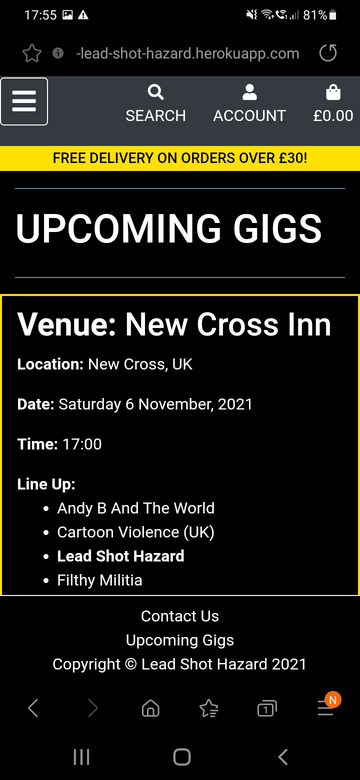 17:55 81%
-lead-shot-hazard.herokuapp.com
SEARCH ACCOUNT £0.00
FREE DELIVERY ON ORDERS OVER £30!
UPCOMING GIGS
Venue: New Cross Inn
Location: New Cross, UK
Date: Saturday 6 November, 2021
Time: 17:00
Line Up:
• Andy B And The World
• Cartoon Violence (UK)
• Lead Shot Hazard
• Filthy Militia
Contact Us
Upcoming Gigs
Copyright © Lead Shot Hazard 2021
1 N